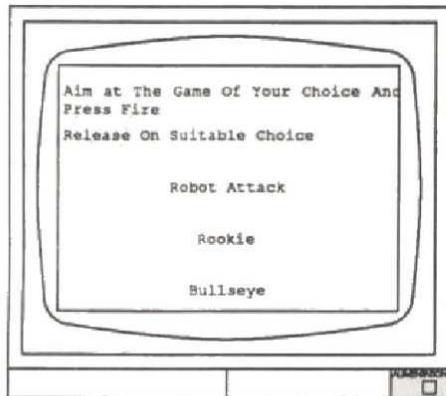 Aim at The Game Of Your Choice And
Press Fire
Release On Suitable Choice
Robot Attack
Rookie
Bullseye